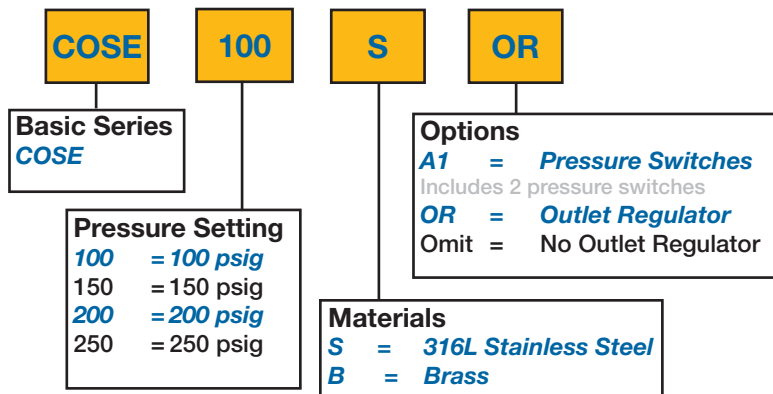 COSE 100 S OR
Basic Series
COSE
Pressure Setting
100 = 100 psig
150 = 150 psig
200 = 200 psig
250 = 250 psig
Materials
S = 316L Stainless Steel
B = Brass
Options
A1 = Pressure Switches
Includes 2 pressure switches
OR = Outlet Regulator
Omit = No Outlet Regulator